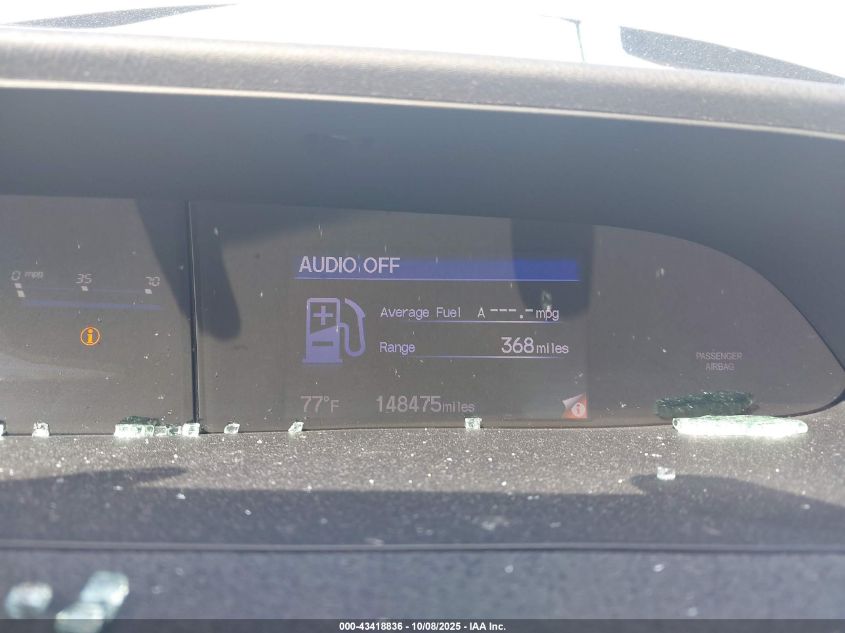 0 mpg 35 70
AUDIO OFF
Average Fuel A ---.- mpg
Range 368 miles
77°F 148475 miles
PASSENGER
AIRBAG
000-43418836 - 10/08/2025 - IAA Inc.